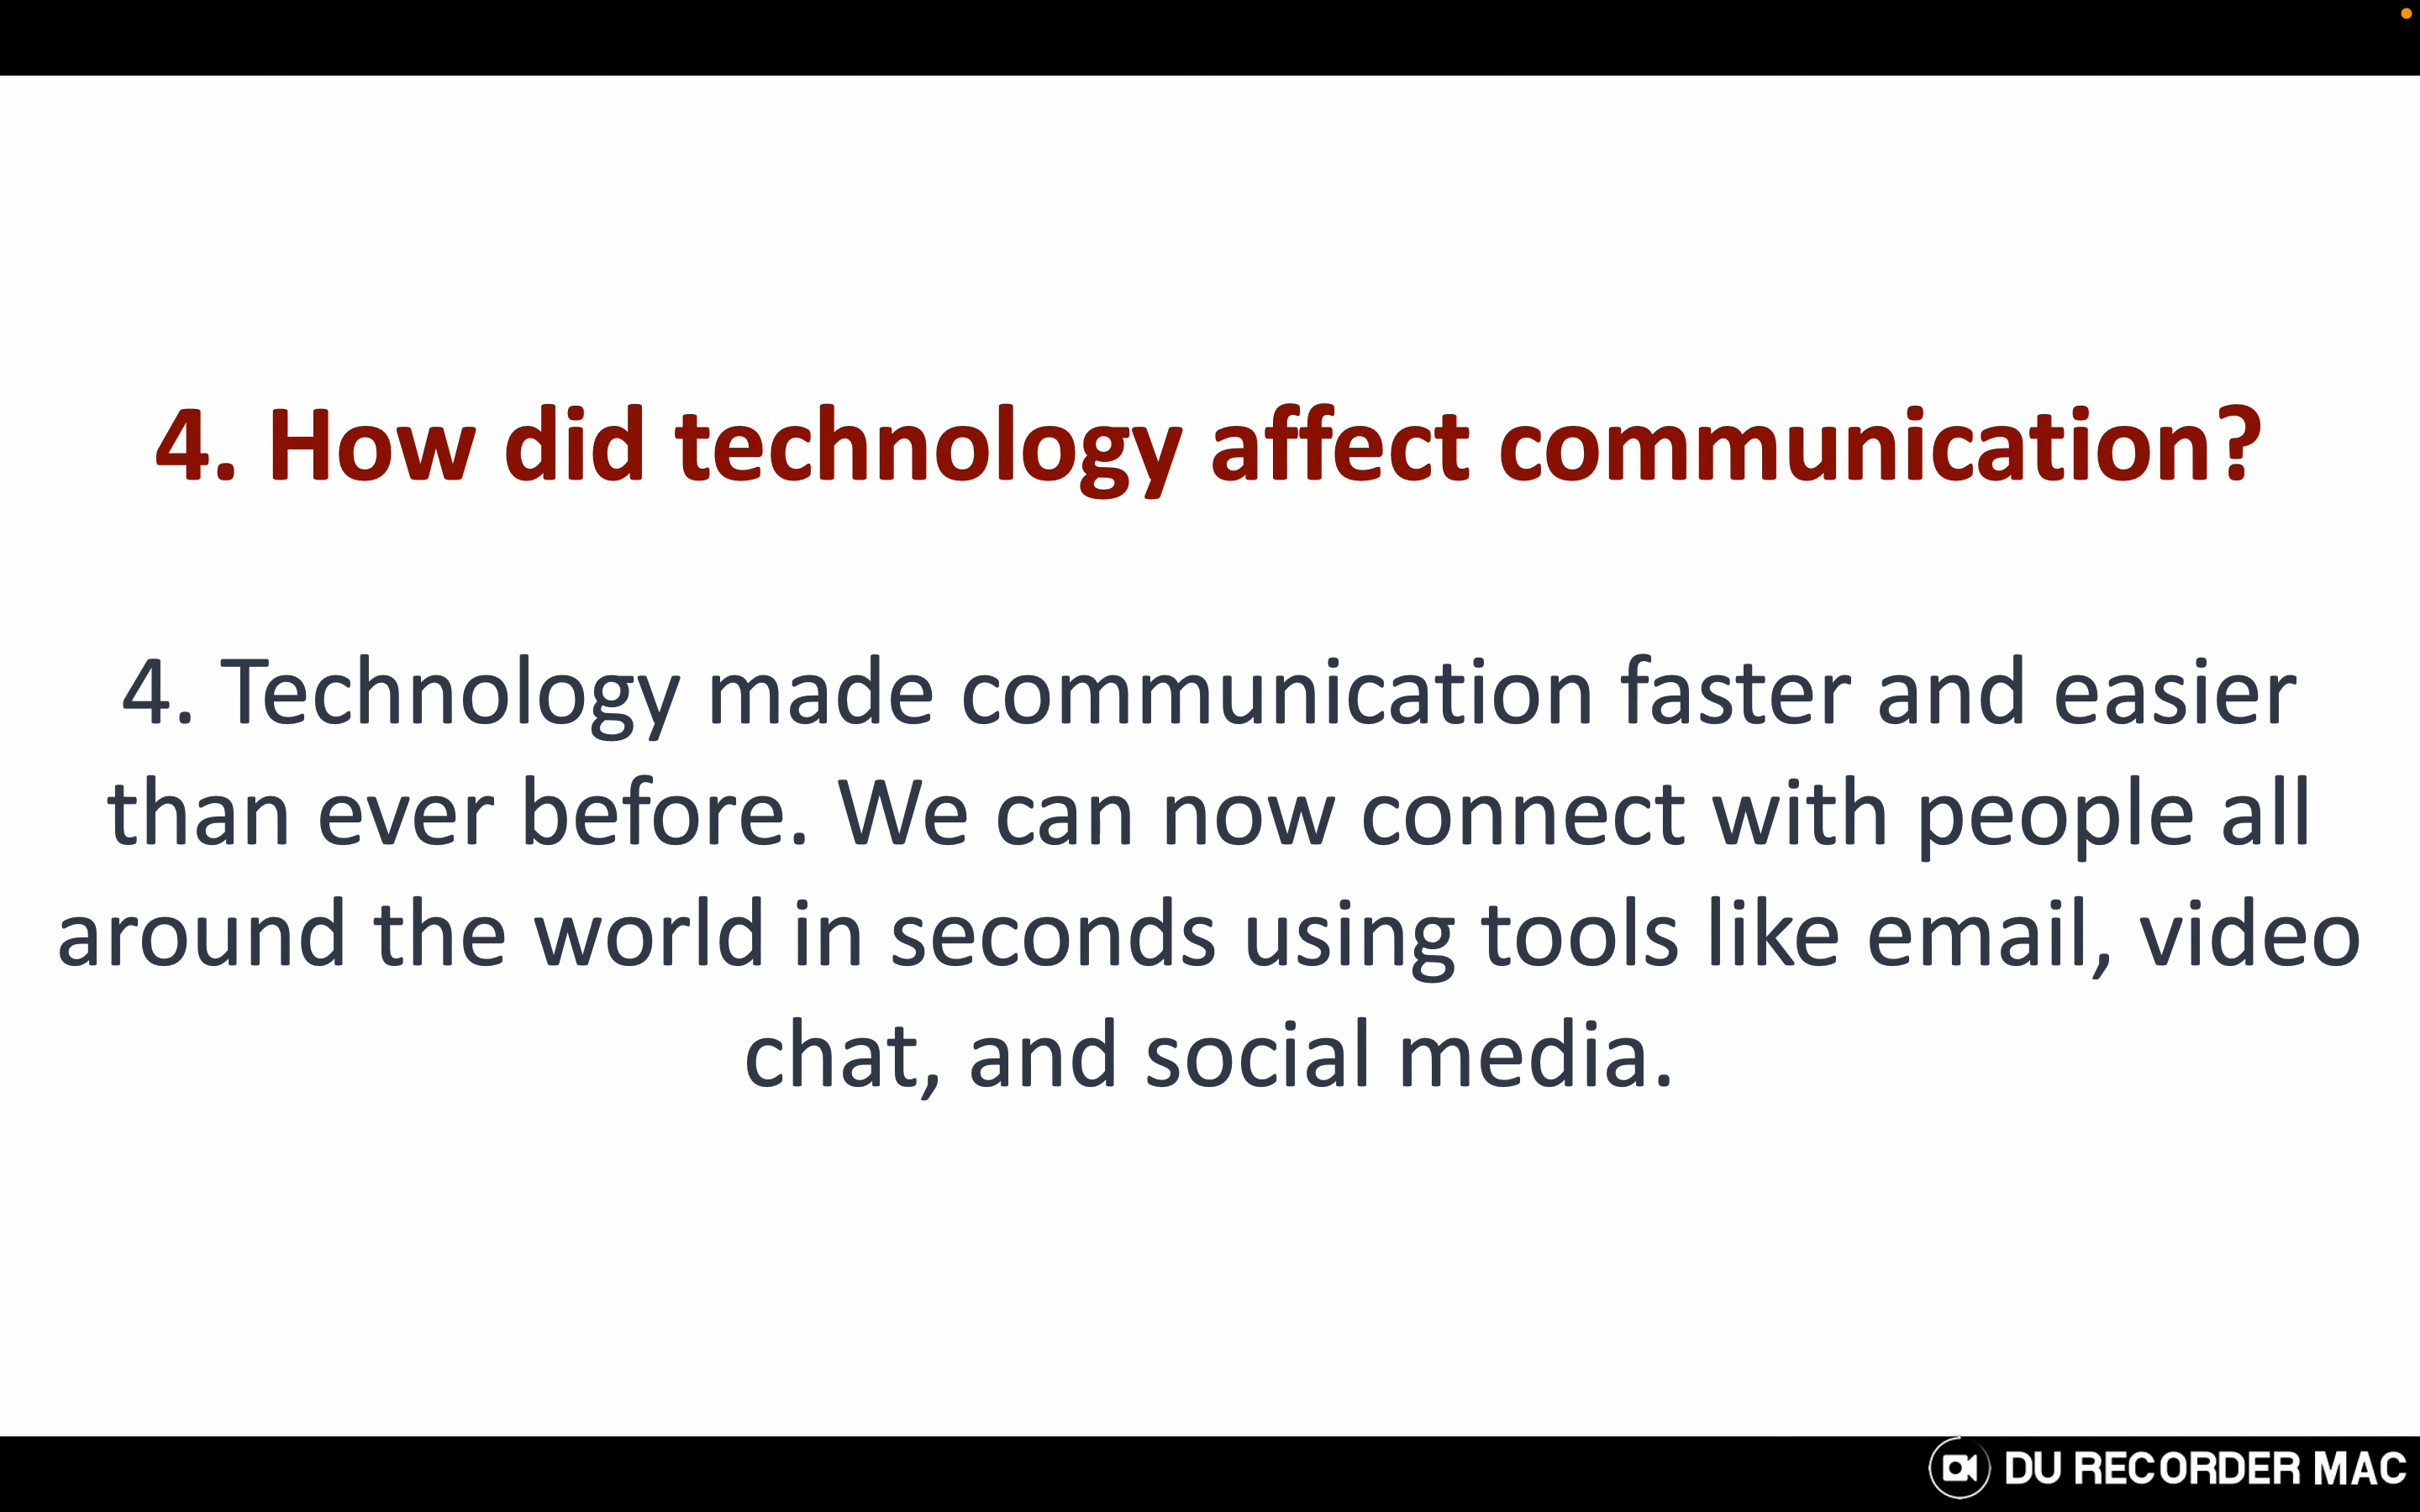 4. How did technology affect communication?
4. Technology made communication faster and easier
than ever before. We can now connect with people all
around the world in seconds using tools like email, video
chat, and social media.
DU RECORDER MAC